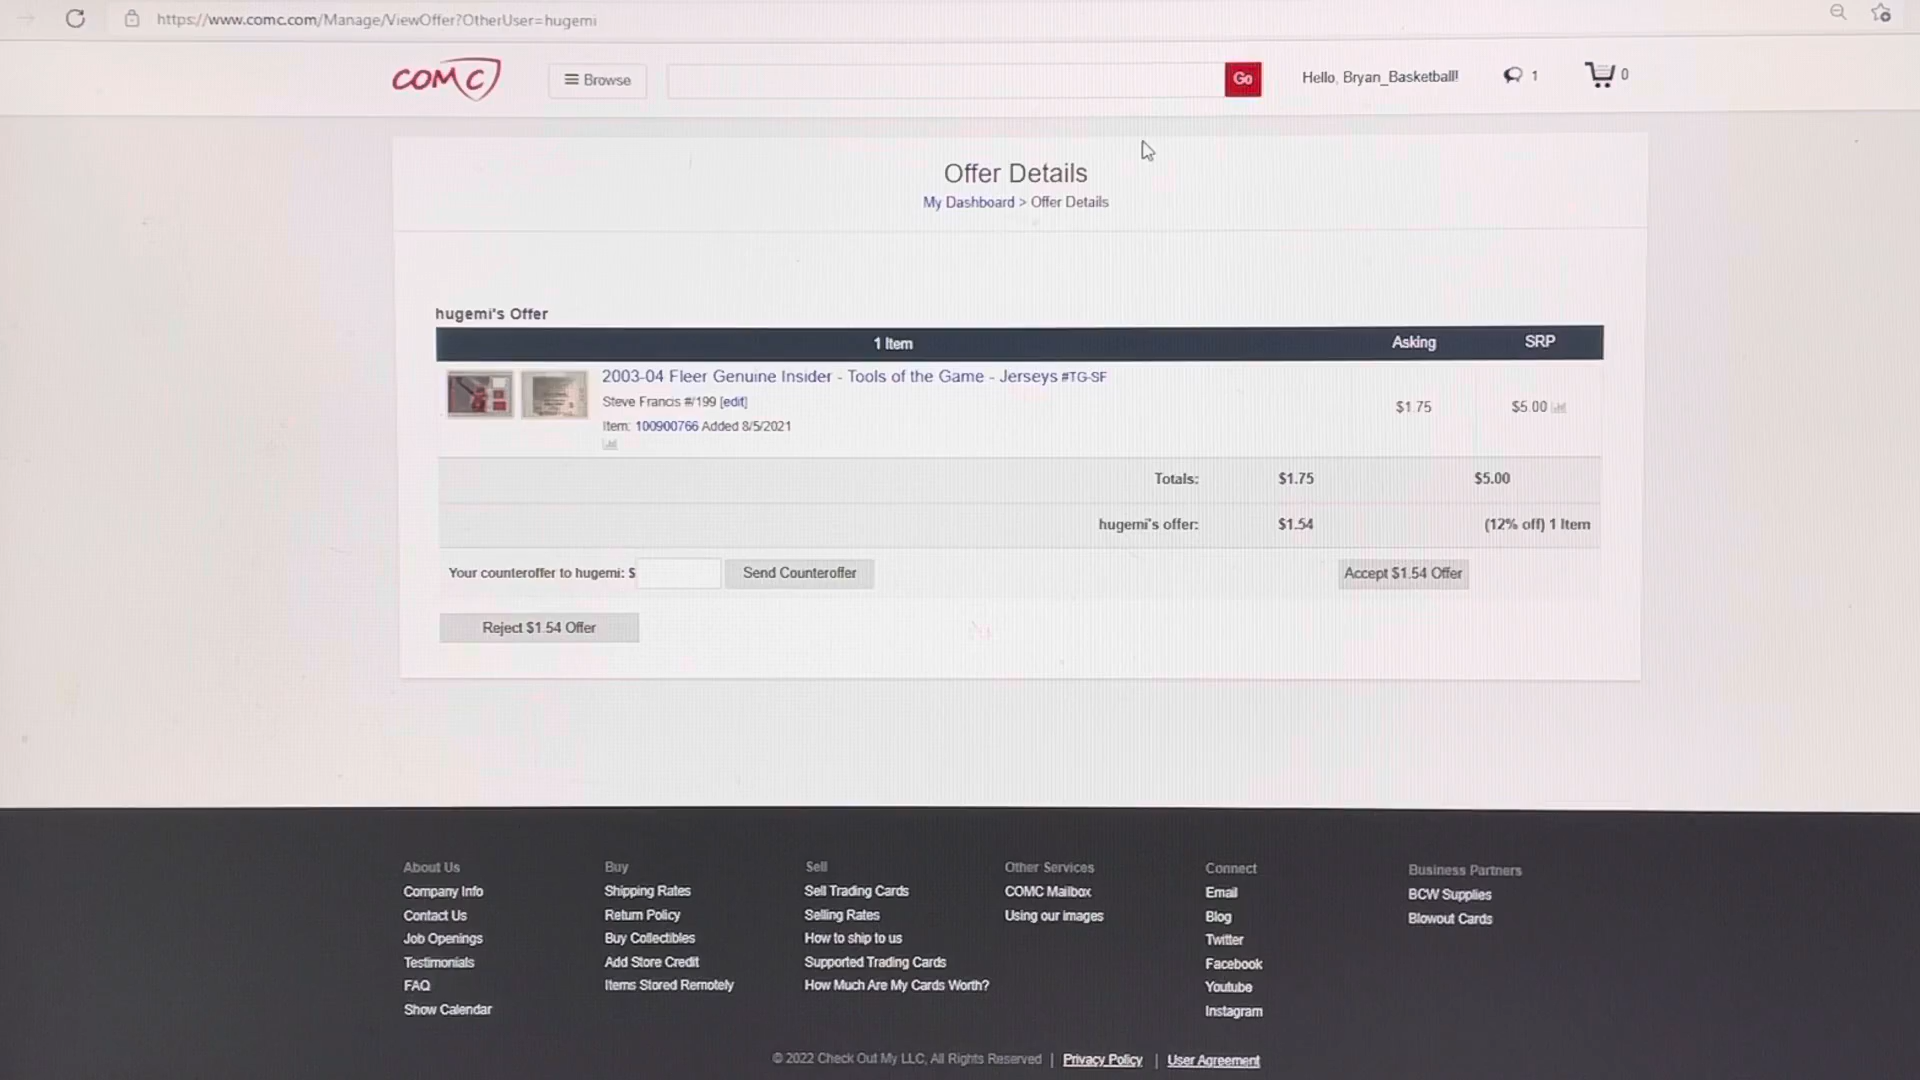 https://www.comc.com/Manage/ViewOffer?OtherUser=hugemi
COMC
Browse
Go
Hello, Bryan_Basketball!
1
0
Offer Details
My Dashboard > Offer Details
hugemi's Offer
1 Item Asking SRP
2003-04 Fleer Genuine Insider - Tools of the Game - Jerseys #TG-SF
Steve Francis #/199 [edit]
$1.75 $5.00
Item: 100900766 Added 8/5/2021
Totals: $1.75 $5.00
hugemi's offer: $1.54 (12% off) 1 Item
Your counteroffer to hugemi: $ Send Counteroffer Accept $1.54 Offer
Reject $1.54 Offer
About Us
Company Info
Contact Us
Job Openings
Testimonials
FAQ
Show Calendar
Buy
Shipping Rates
Return Policy
Buy Collectibles
Add Store Credit
Items Stored Remotely
Sell
Sell Trading Cards
Selling Rates
How to ship to us
Supported Trading Cards
How Much Are My Cards Worth?
Other Services
COMC Mailbox
Using our images
Connect
Email
Blog
Twitter
Facebook
Youtube
Instagram
Business Partners
BCW Supplies
Blowout Cards
© 2022 Check Out My LLC, All Rights Reserved | Privacy Policy | User Agreement